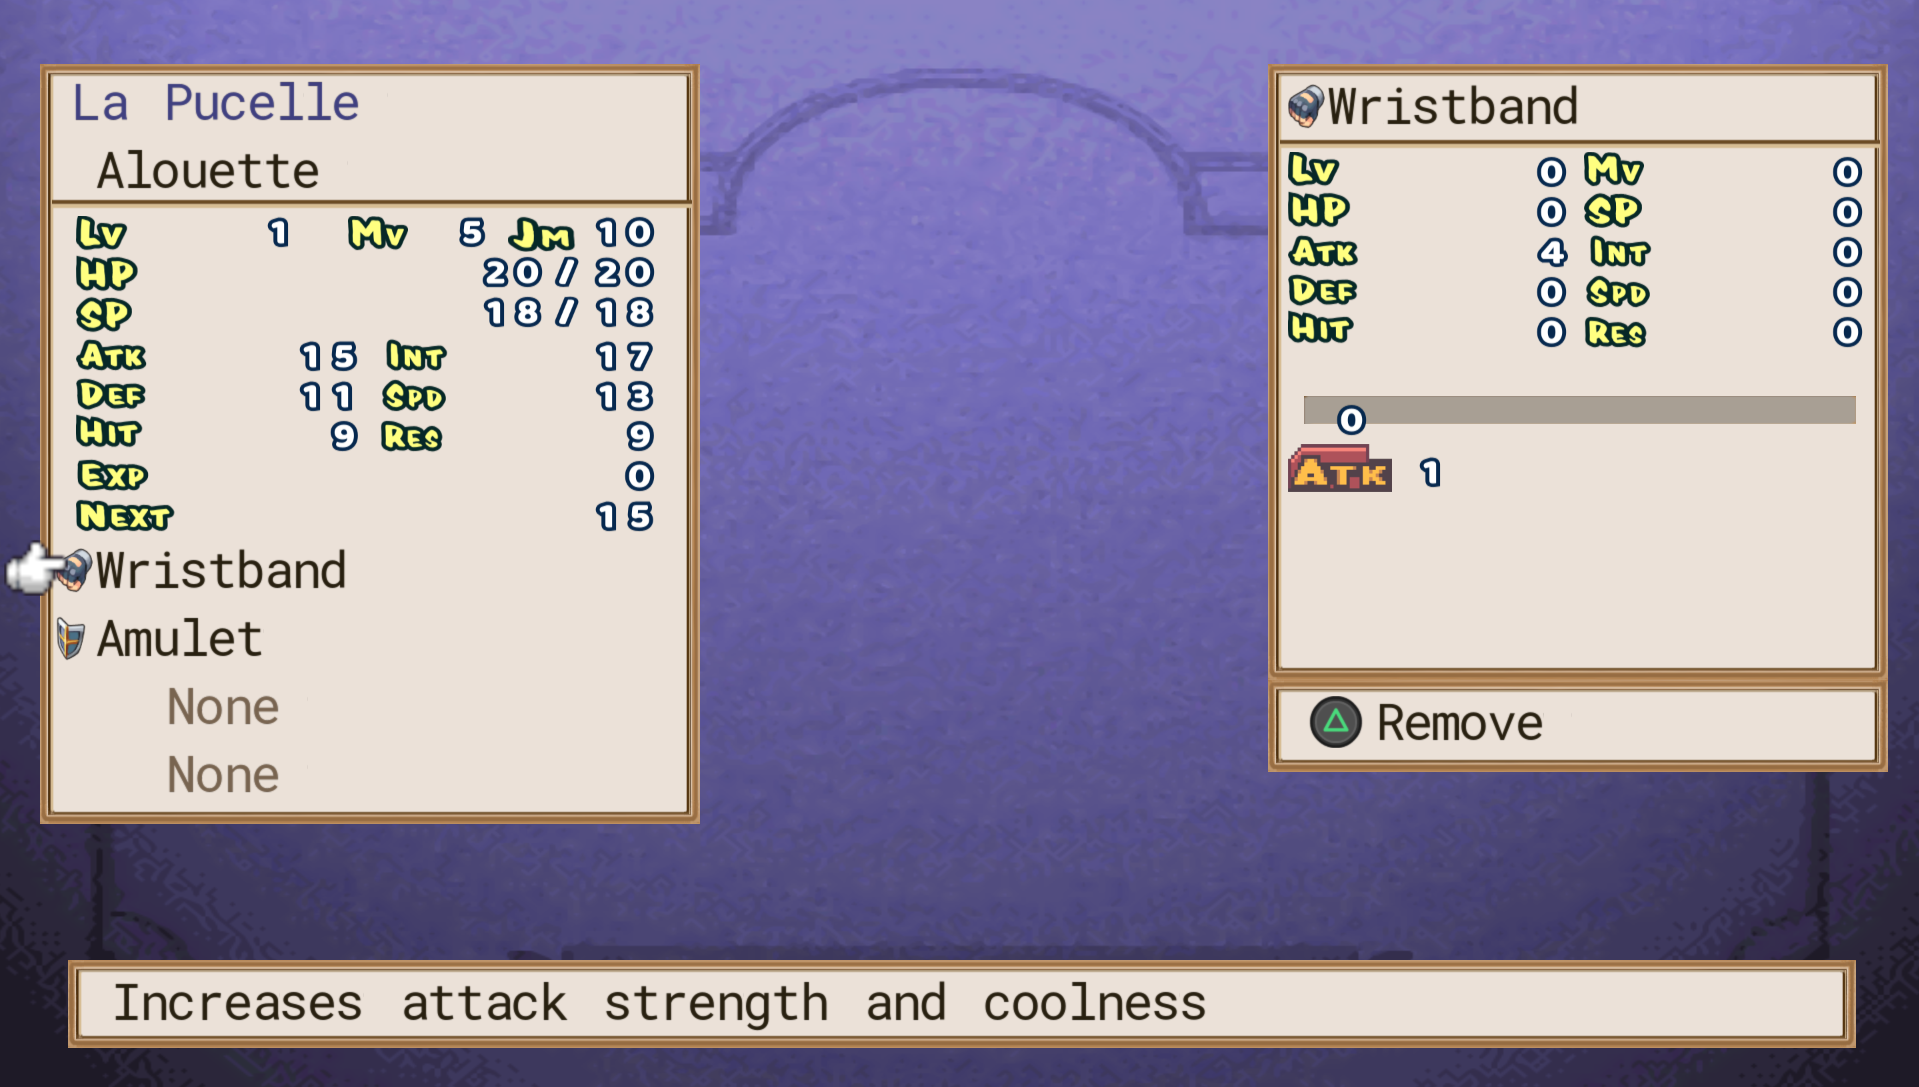 La Pucelle
Alouette
Lv 1 Mv 5 Jm 10
HP 20/20
SP 18/18
Atk 15 Int 17
Def 11 Spd 13
Hit 9 Res 9
Exp 0
Next 15
Wristband
Amulet
None
None
Wristband
Lv 0 Mv 0
HP 0 SP 0
Atk 4 Int 0
Def 0 Spd 0
Hit 0 Res 0
0
ATK 1
Remove
Increases attack strength and coolness